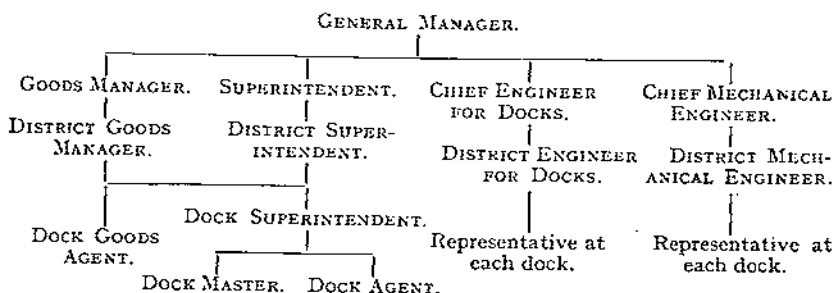 GENERAL MANAGER.
GOODS MANAGER. SUPERINTENDENT. CHIEF ENGINEER FOR DOCKS. CHIEF MECHANICAL ENGINEER.
DISTRICT GOODS MANAGER. DISTRICT SUPER-
INTENDENT. DISTRICT ENGINEER FOR DOCKS. DISTRICT MECH-
ANICAL ENGINEER.
DOCK SUPERINTENDENT.
DOCK GOODS AGENT.
Representative at each dock.
Representative at each dock.
DOCK MASTER. DOCK AGENT.